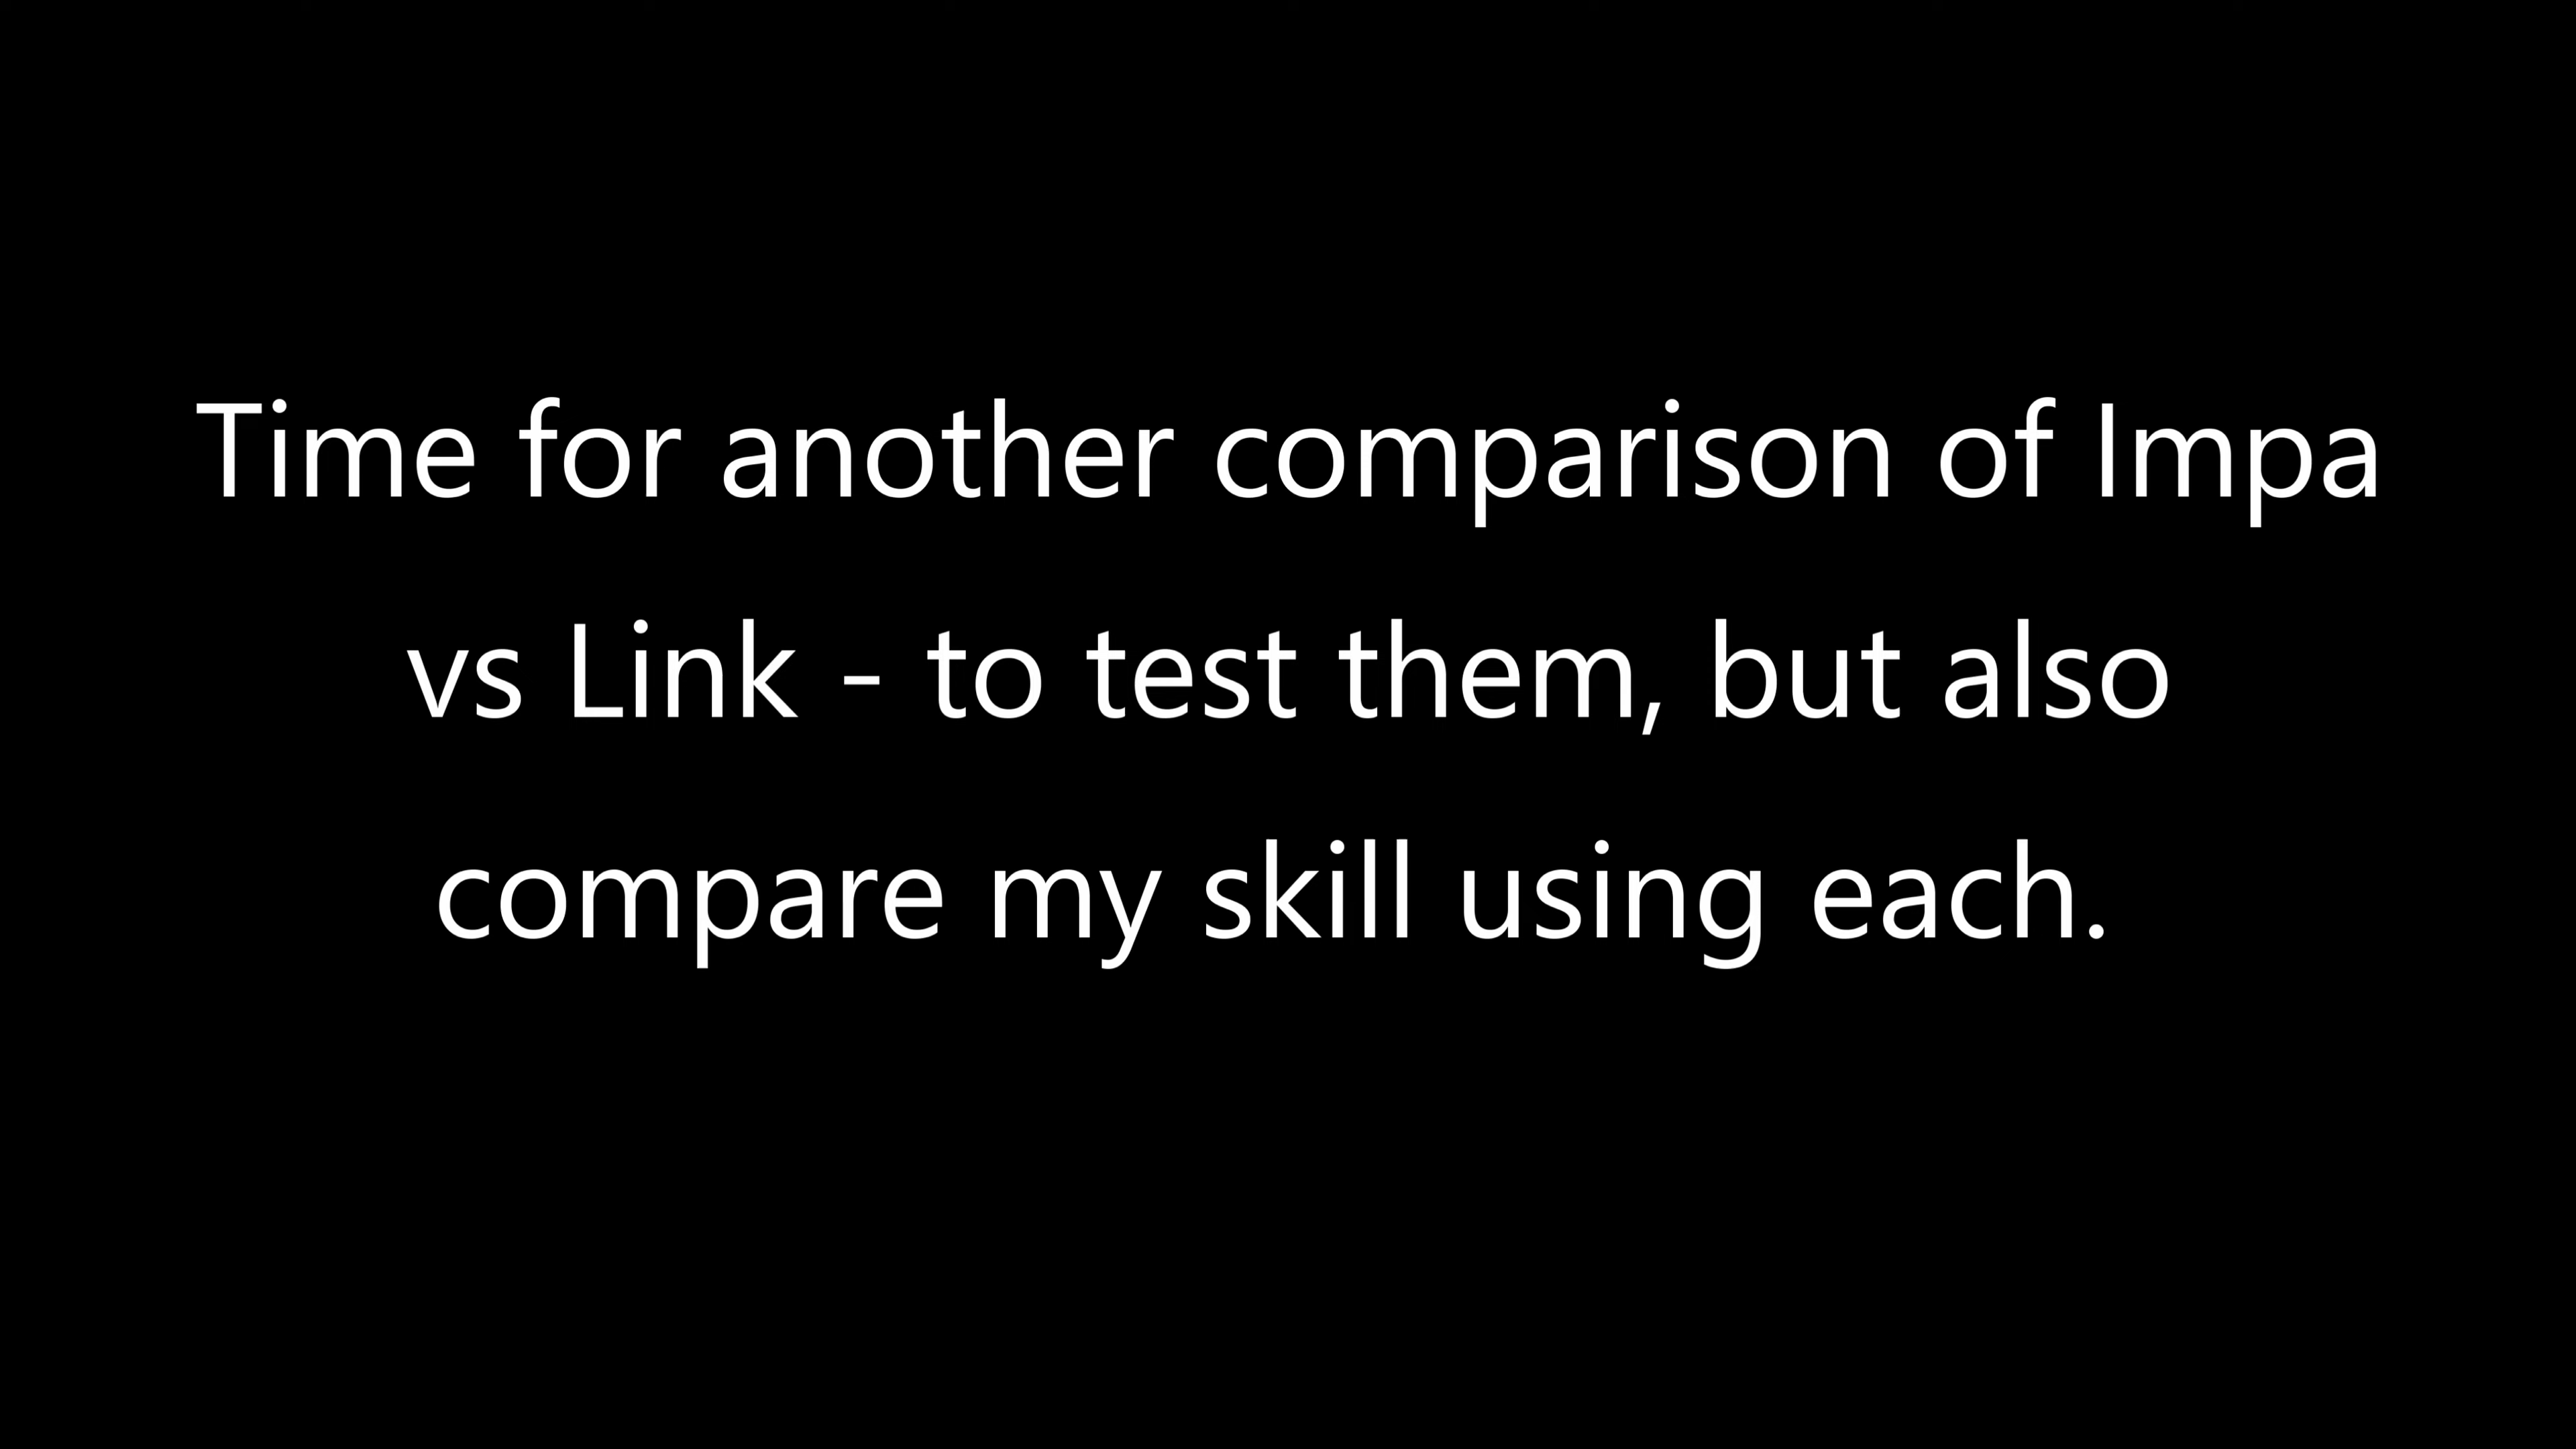 Time for another comparison of Impa
vs Link - to test them, but also
compare my skill using each.